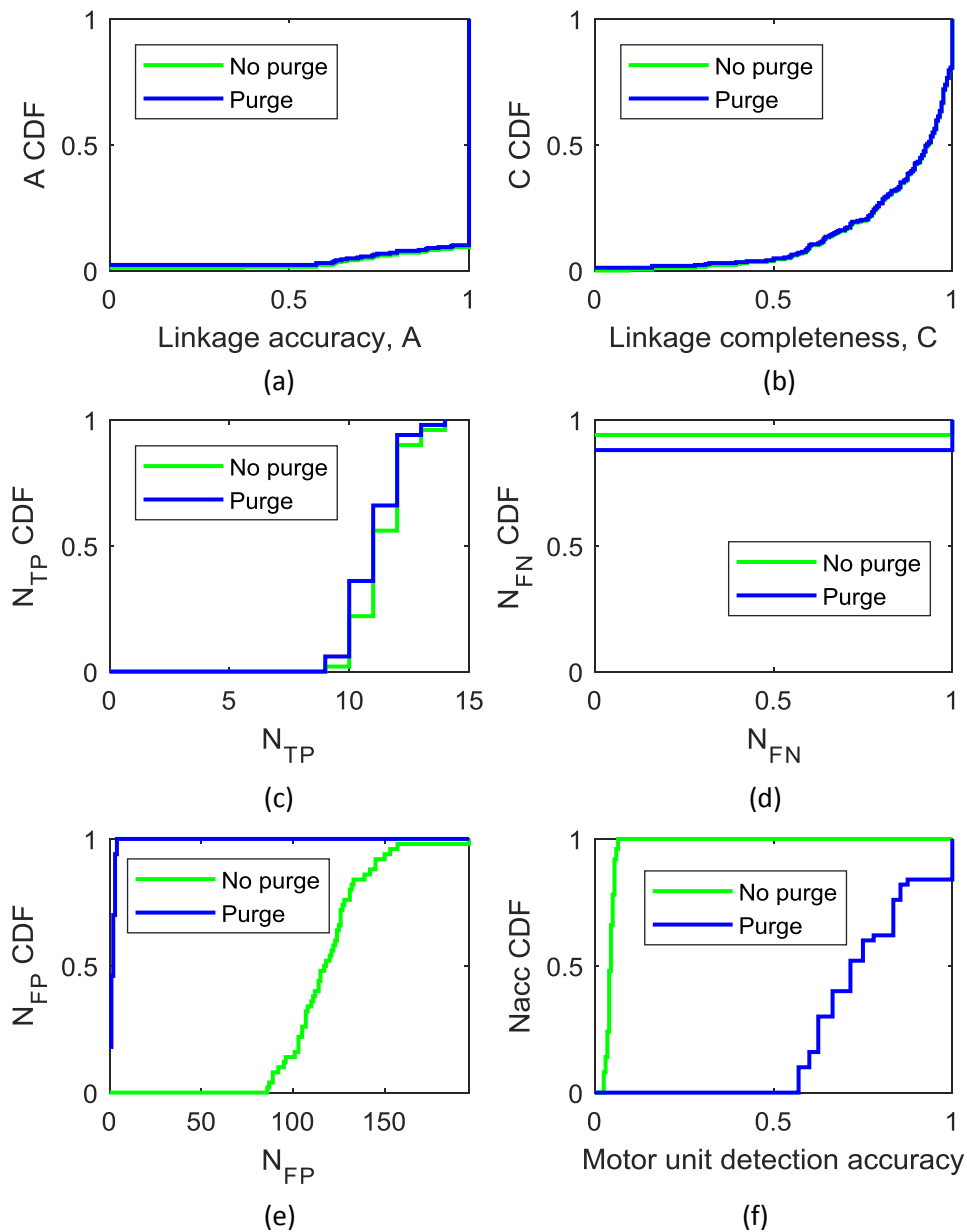 1
0.5
0
A CDF
No purge
Purge
0
0.5
1
Linkage accuracy, A
(a)
1
0.5
0
C CDF
No purge
Purge
0
0.5
1
Linkage completeness, C
(b)
1
0.5
0
N_TP CDF
No purge
Purge
0
5
10
15
N_TP
(c)
1
0.5
0
N_FN CDF
No purge
Purge
0
0.5
1
N_FN
(d)
1
0.5
0
N_FP CDF
No purge
Purge
0
50
100
150
N_FP
(e)
1
0.5
0
Nacc CDF
No purge
Purge
0
0.5
1
Motor unit detection accuracy
(f)